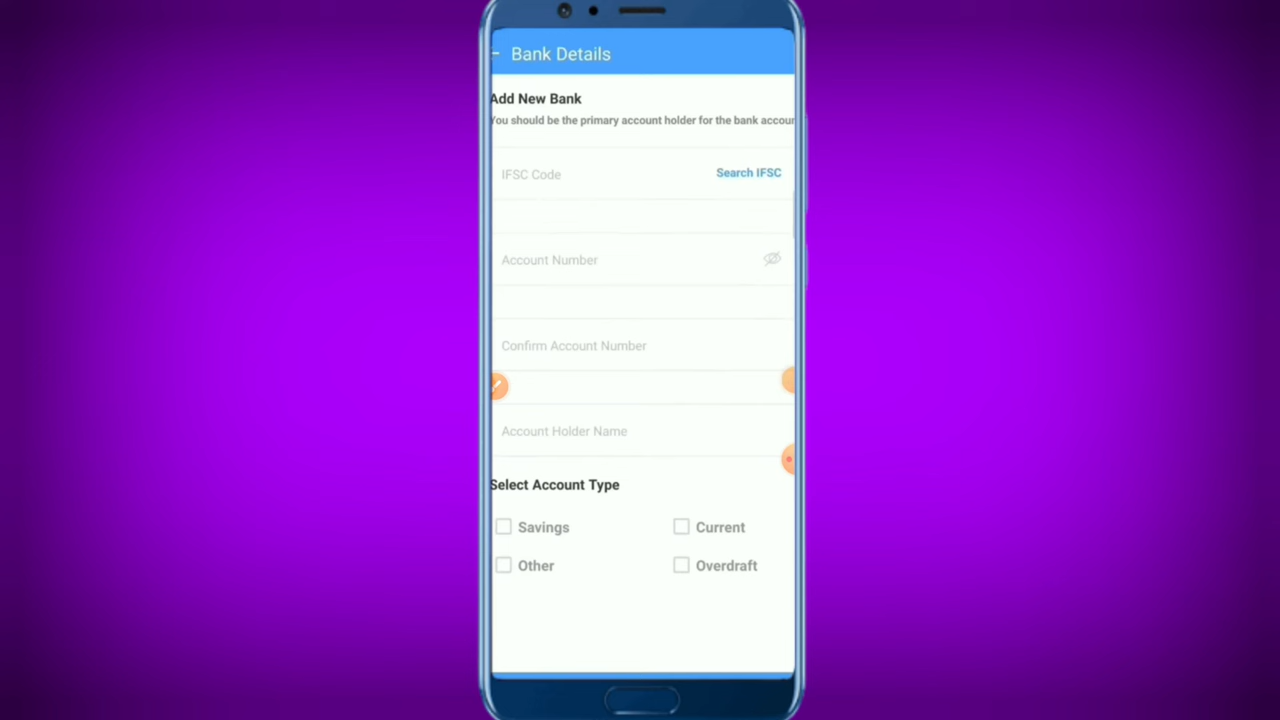 Bank Details
Add New Bank
You should be the primary account holder for the bank accoun
IFSC Code
Search IFSC
Account Number
Confirm Account Number
Account Holder Name
Select Account Type
Savings
Current
Other
Overdraft